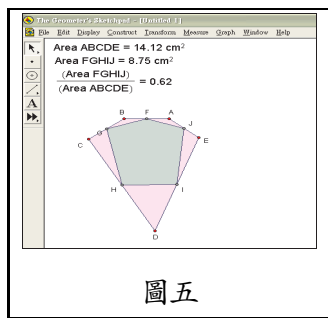 The Geometer's Sketchpad - [Untitled 1]
File Edit Display Construct Transform Measure Graph Window Help
Area ABCDE = 14.12 cm²
Area FGHIJ = 8.75 cm²
(Area FGHIJ)
(Area ABCDE) = 0.62
A
B F A
G J
C E
H I
D
圖五